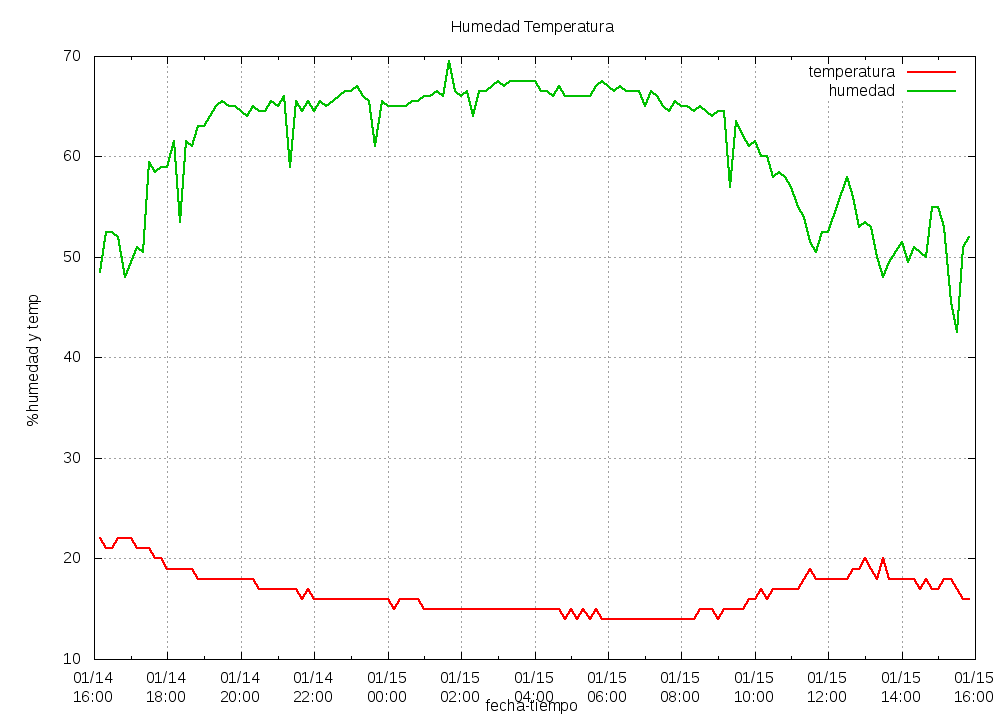 Humedad Temperatura
temperatura
humedad
70
60
50
40
30
20
10
%humedad y temp
01/14 01/14 01/14 01/14 01/15 01/15 01/15 01/15 01/15 01/15 01/15 01/15 01/15
16:00 18:00 20:00 22:00 00:00 02:00 04:00 06:00 08:00 10:00 12:00 14:00 16:00
fecha-tiempo